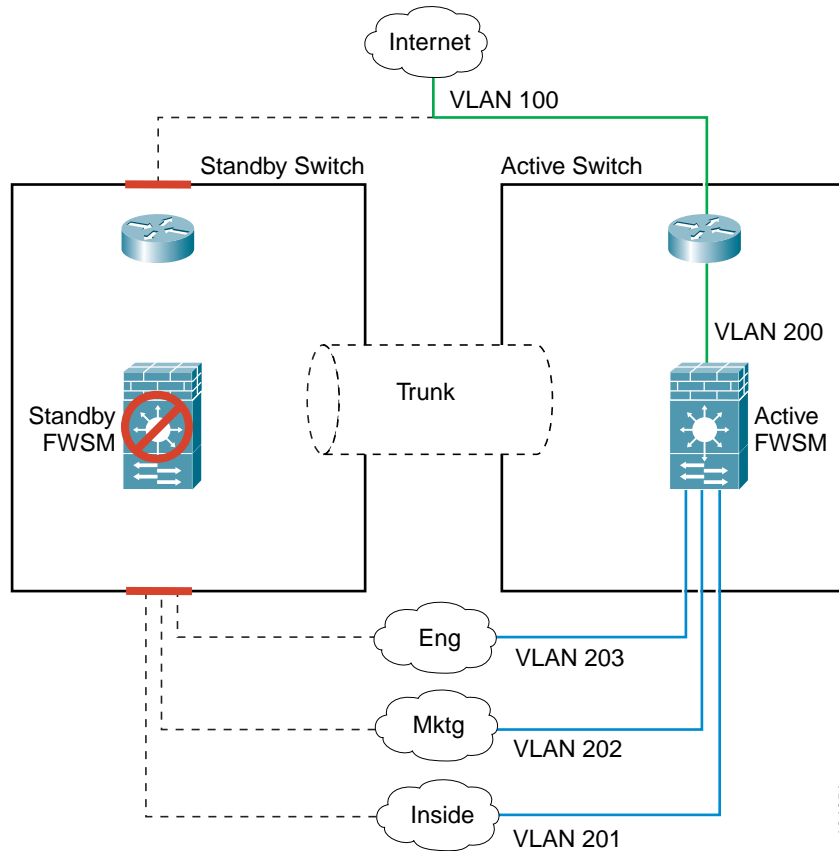 Internet
VLAN 100
Standby Switch
Active Switch
VLAN 200
Trunk
Standby
FWSM
Active
FWSM
Eng
VLAN 203
Mktg
VLAN 202
Inside
VLAN 201